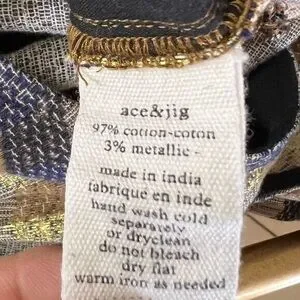 ace&jig
97% cotton-coton
3% metallic -
made in india
fabriqué en inde
hand wash cold
separately
or dryclean
do not bleach
dry flat
warm iron as needed